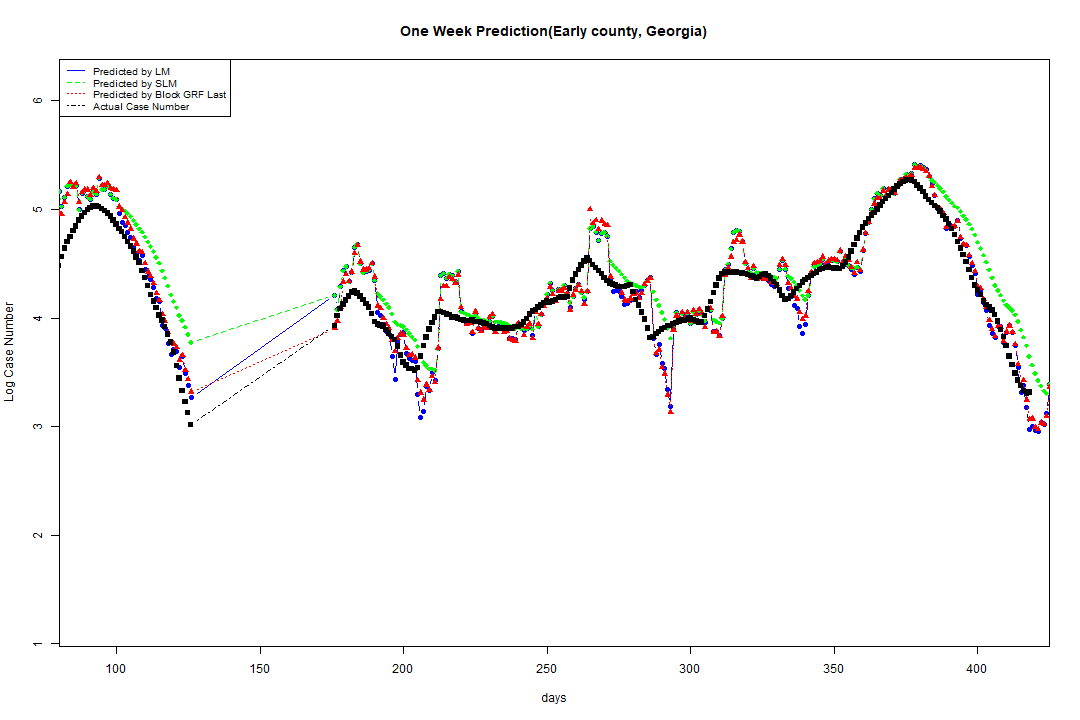 One Week Prediction(Early county, Georgia)
Predicted by LM
Predicted by SLM
Predicted by Block GRF Last
Actual Case Number
Log Case Number
6
5
4
3
2
1
100 150 200 250 300 350 400
days